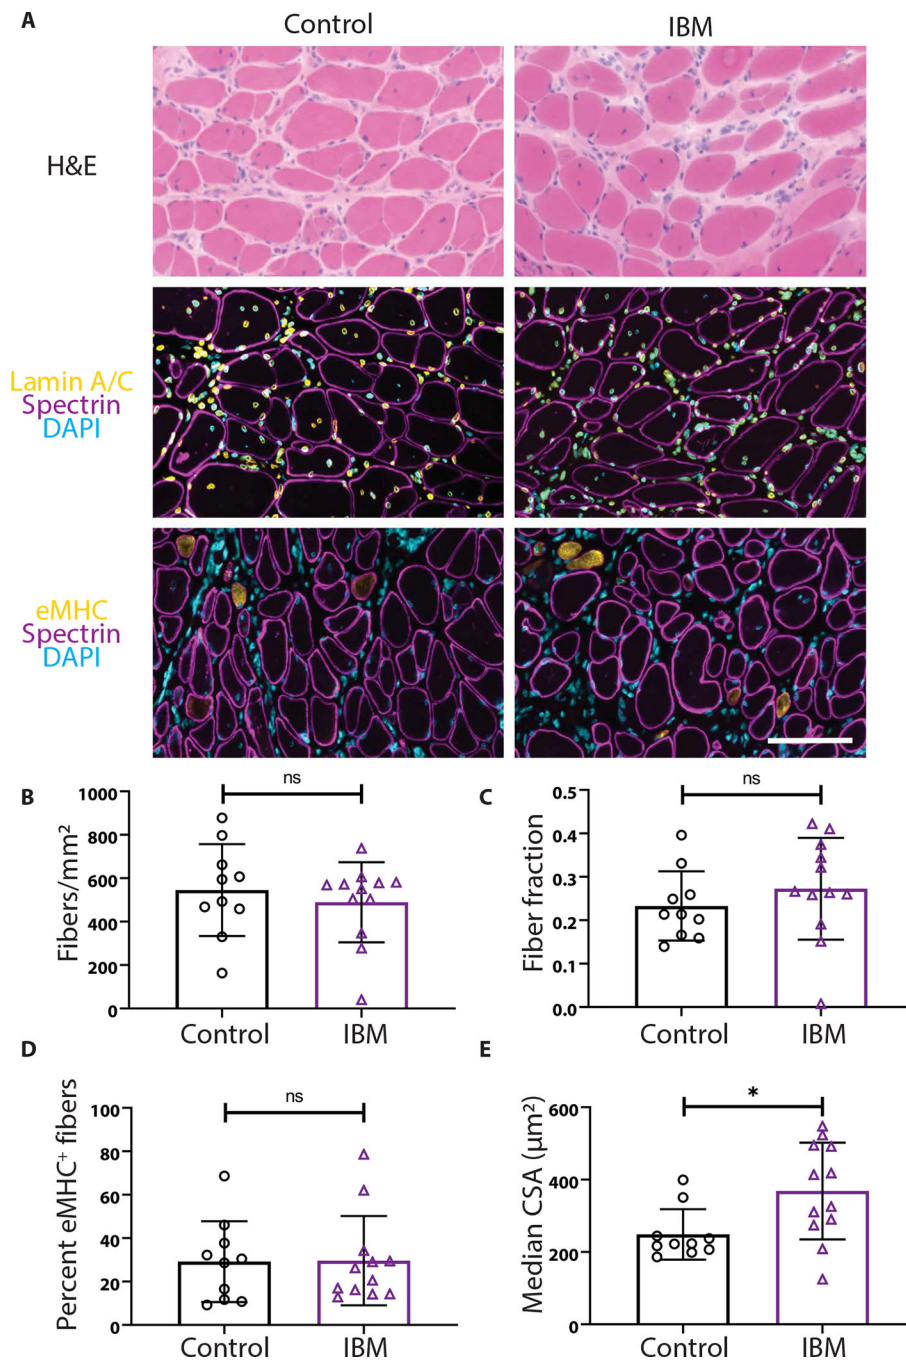 A
Control
IBM
H&E
Lamin A/C
Spectrin
DAPI
eMHC
Spectrin
DAPI
B
Fibers/mm²
1000
800
600
400
200
0
ns
Control
IBM
C
Fiber fraction
0.5
0.4
0.3
0.2
0.1
0.0
ns
Control
IBM
D
Percent eMHC⁺ fibers
100
80
60
40
20
0
ns
Control
IBM
E
Median CSA (µm²)
600
400
200
0
*
Control
IBM